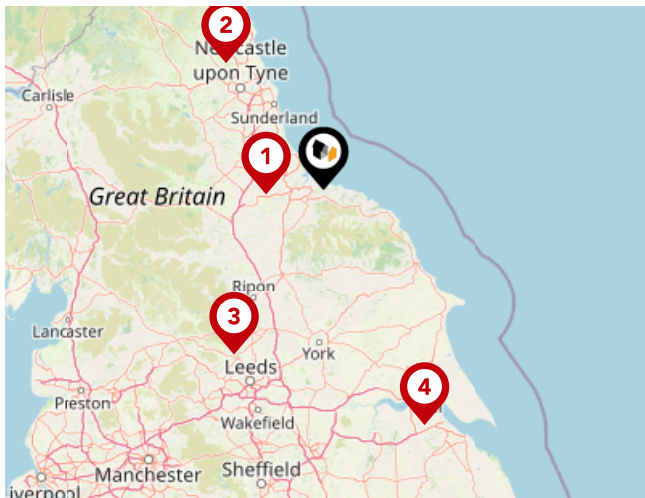 2
Newcastle
upon Tyne
Carlisle
Sunderland
1
Great Britain
Ripon
3
Lancaster
York
Leeds
4
Preston
Wakefield
Manchester
Sheffield
iverpool